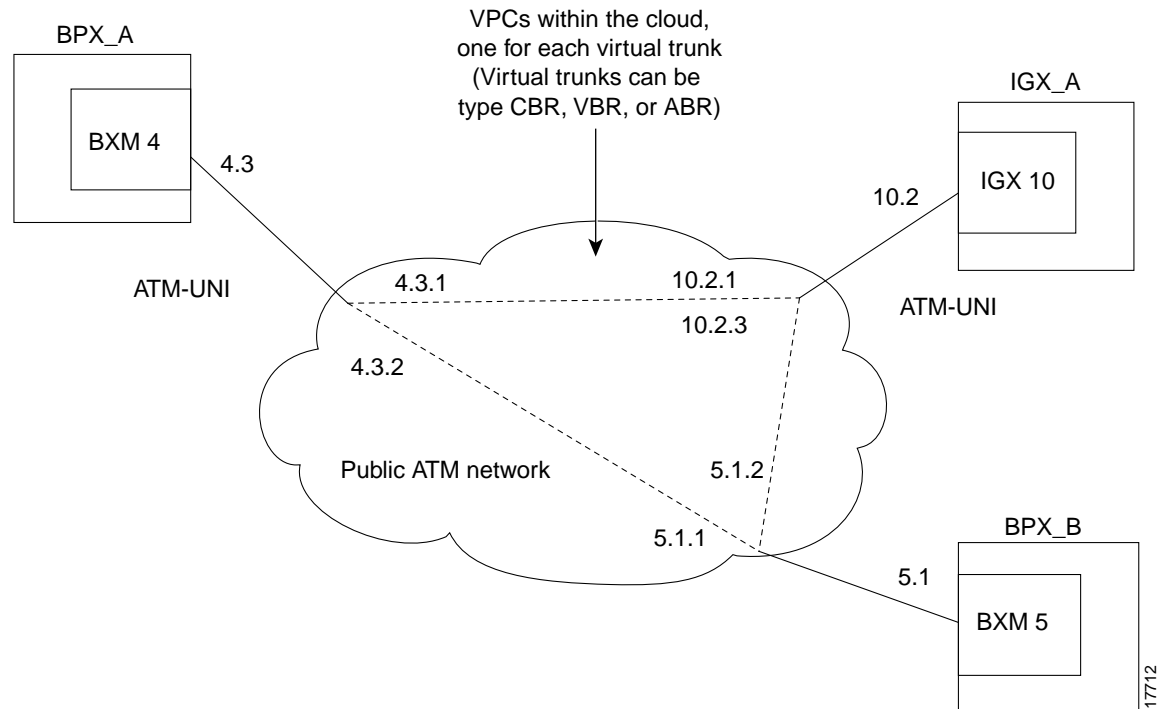 VPCs within the cloud,
one for each virtual trunk
(Virtual trunks can be
type CBR, VBR, or ABR)
BPX_A
BXM 4
4.3
IGX_A
IGX 10
10.2
ATM-UNI
4.3.1
10.2.1
ATM-UNI
10.2.3
4.3.2
Public ATM network
5.1.2
5.1.1
BPX_B
5.1
BXM 5
17712